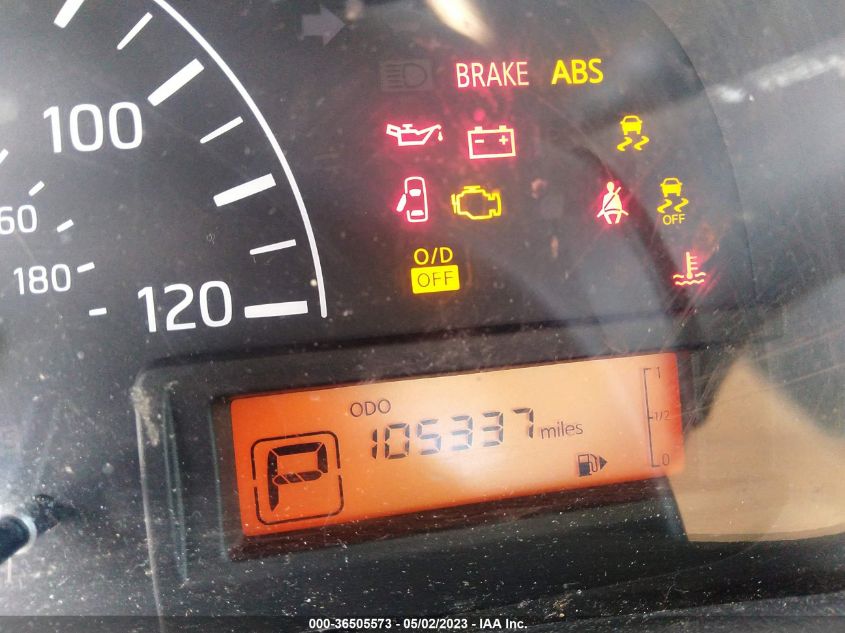 BRAKE ABS
100
60
OFF
O/D
OFF
180
120
ODO
1
105337 miles
1/2
0
P
000-36505573 - 05/02/2023 - IAA Inc.